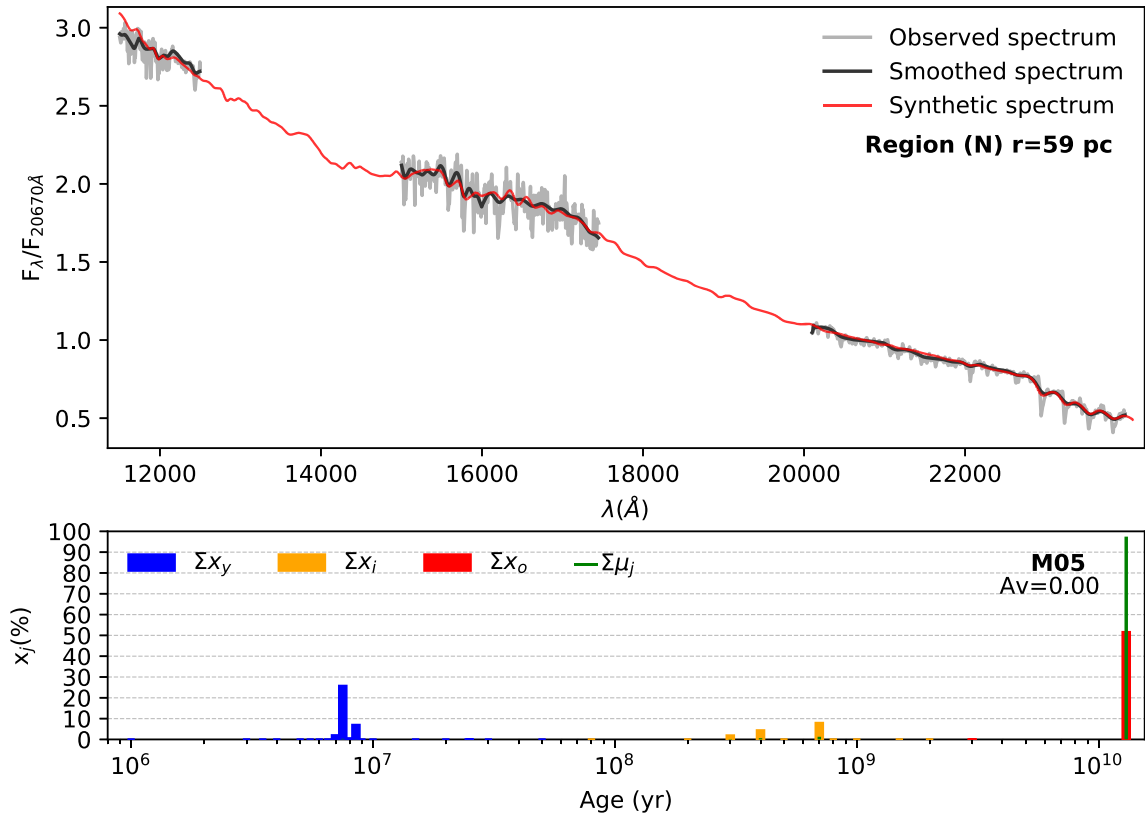 3.0
2.5
2.0
1.5
1.0
0.5
F_λ/F_20670Å
Observed spectrum
Smoothed spectrum
Synthetic spectrum
Region (N) r=59 pc
12000 14000 16000 18000 20000 22000
λ(Å)
100
90
80
70
60
50
40
30
20
10
0
x_j(%)
Σx_y Σx_i Σx_o Σμ_j
M05
Av=0.00
10^6 10^7 10^8 10^9 10^10
Age (yr)